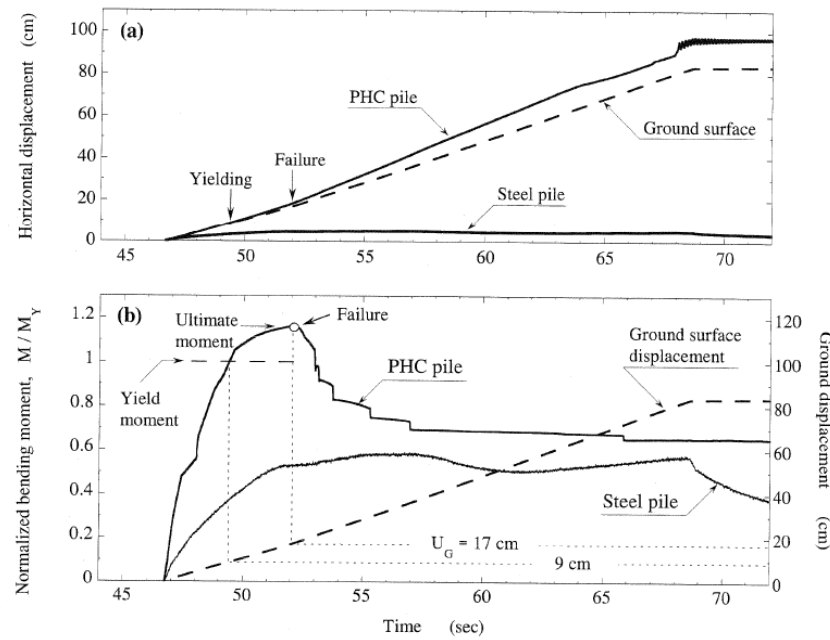 (a)
Horizontal displacement (cm)
100
80
60
40
20
0
PHC pile
Ground surface
Failure
Yielding
Steel pile
45 50 55 60 65 70
(b)
Normalized bending moment, M / M_Y
1.2
1
0.8
0.6
0.4
0.2
0
Ultimate
moment
Failure
Yield
moment
PHC pile
Ground surface
displacement
Steel pile
U_G = 17 cm
9 cm
120
100
80
60
40
20
0
Ground displacement (cm)
45 50 55 60 65 70
Time (sec)